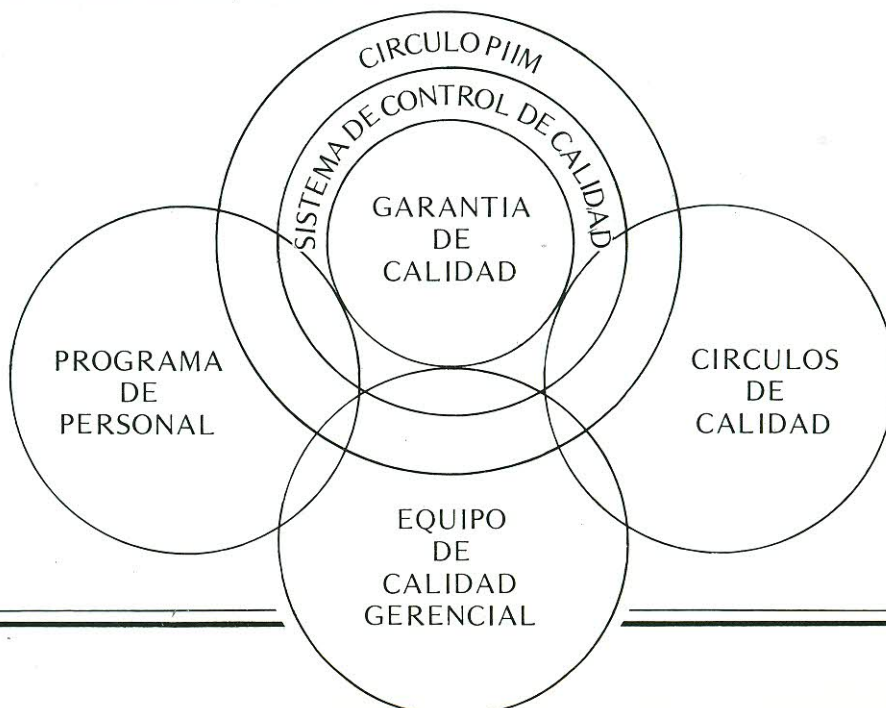 CIRCULO PIIM
SISTEMA DE CONTROL DE CALIDAD
GARANTIA
DE
CALIDAD
PROGRAMA
DE
PERSONAL
CIRCULOS
DE
CALIDAD
EQUIPO
DE
CALIDAD
GERENCIAL